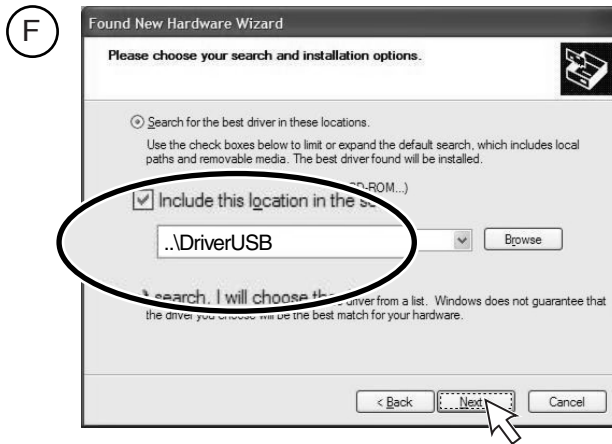 F
Found New Hardware Wizard
Please choose your search and installation options.
Search for the best driver in these locations.
Use the check boxes below to limit or expand the default search, which includes local
paths and removable media. The best driver found will be installed.
-ROM...)
Include this location in the
..\DriverUSB
Browse
search. I will choose
driver from a list. Windows does not guarantee that
the driver you choose will be the best match for your hardware.
< Back
Next
Cancel